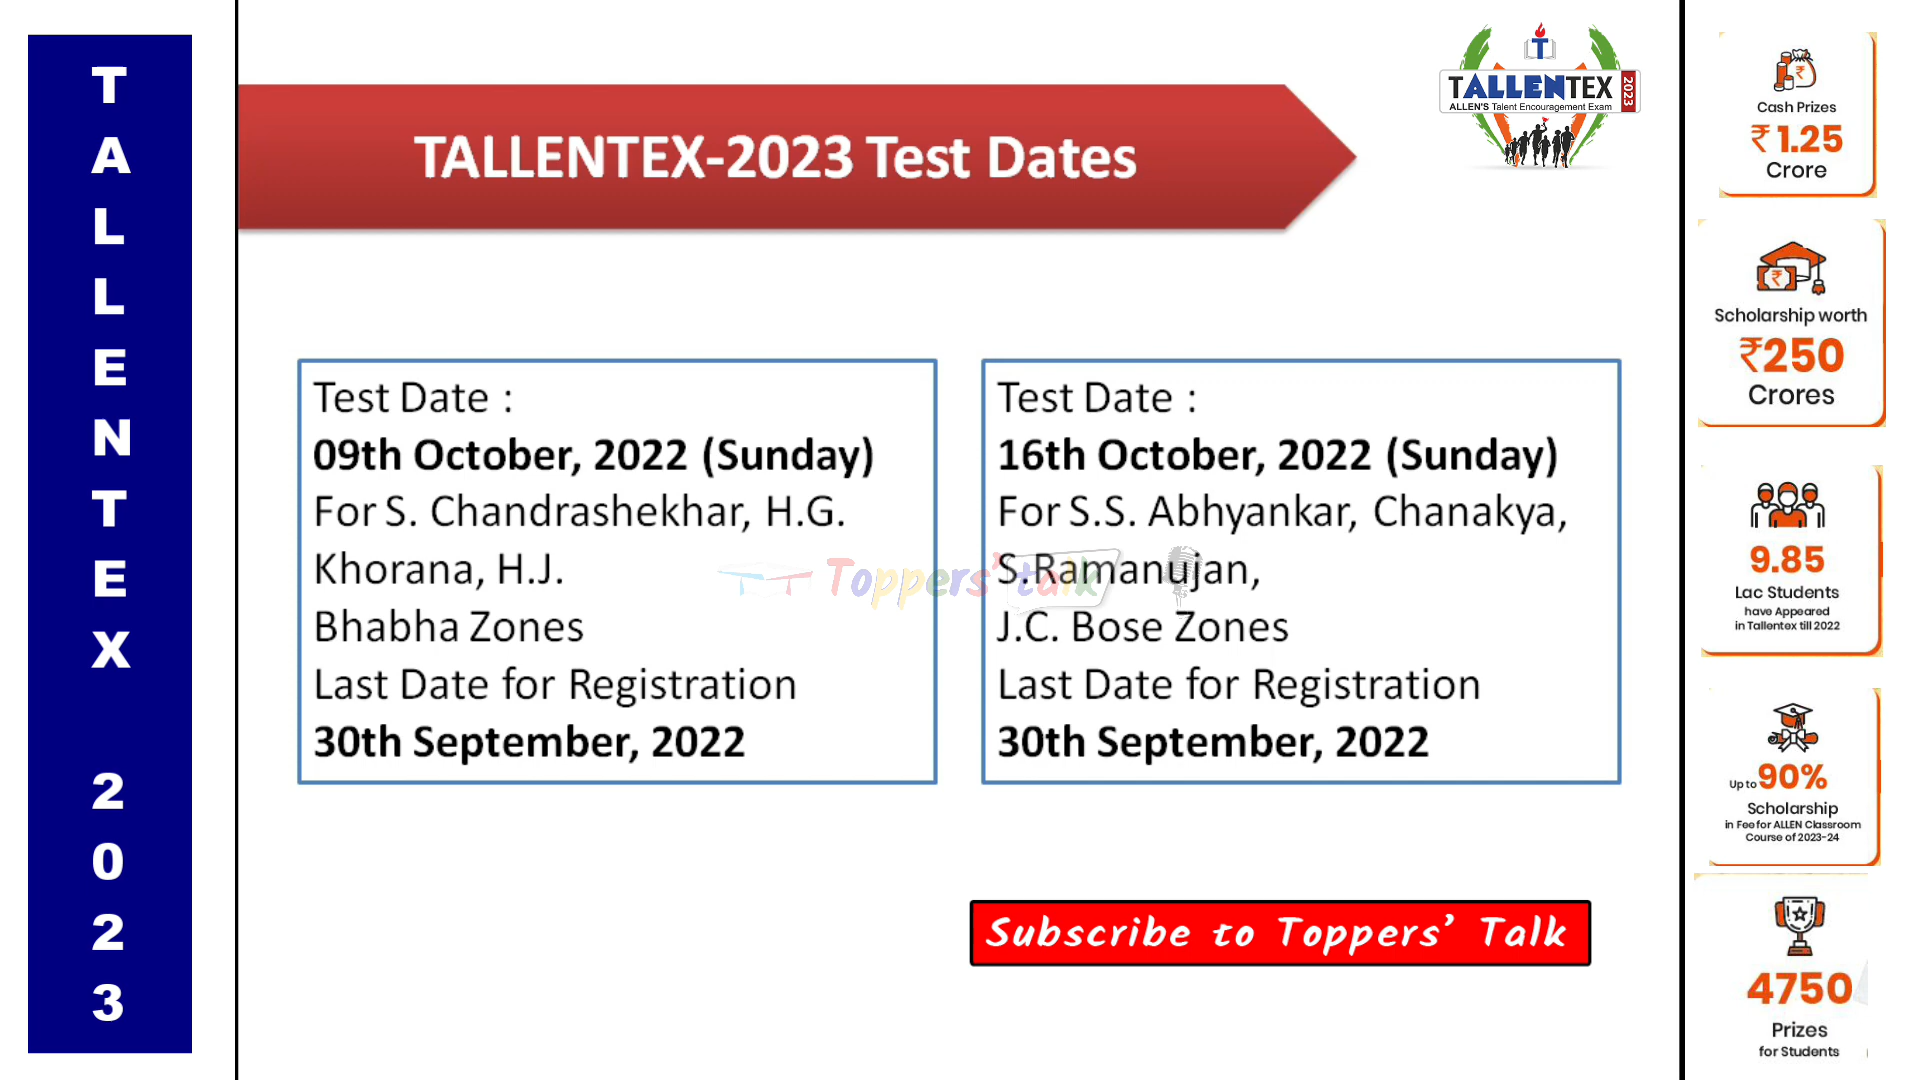 TALLENTEX 2023
TALLENTEX-2023 Test Dates
T
TALLENTEX 2023
ALLEN'S Talent Encouragement Exam
Test Date :
09th October, 2022 (Sunday)
For S. Chandrashekhar, H.G.
Khorana, H.J.
Bhabha Zones
Last Date for Registration
30th September, 2022
Test Date :
16th October, 2022 (Sunday)
For S.S. Abhyankar, Chanakya,
S.Ramanujan,
J.C. Bose Zones
Last Date for Registration
30th September, 2022
Toppers' talk
Subscribe to Toppers' Talk
Cash Prizes
₹ 1.25
Crore
Scholarship worth
₹250
Crores
9.85
Lac Students
have Appeared
in Tallentex till 2022
Up to 90%
Scholarship
in Fee for ALLEN Classroom
Course of 2023-24
4750
Prizes
for Students